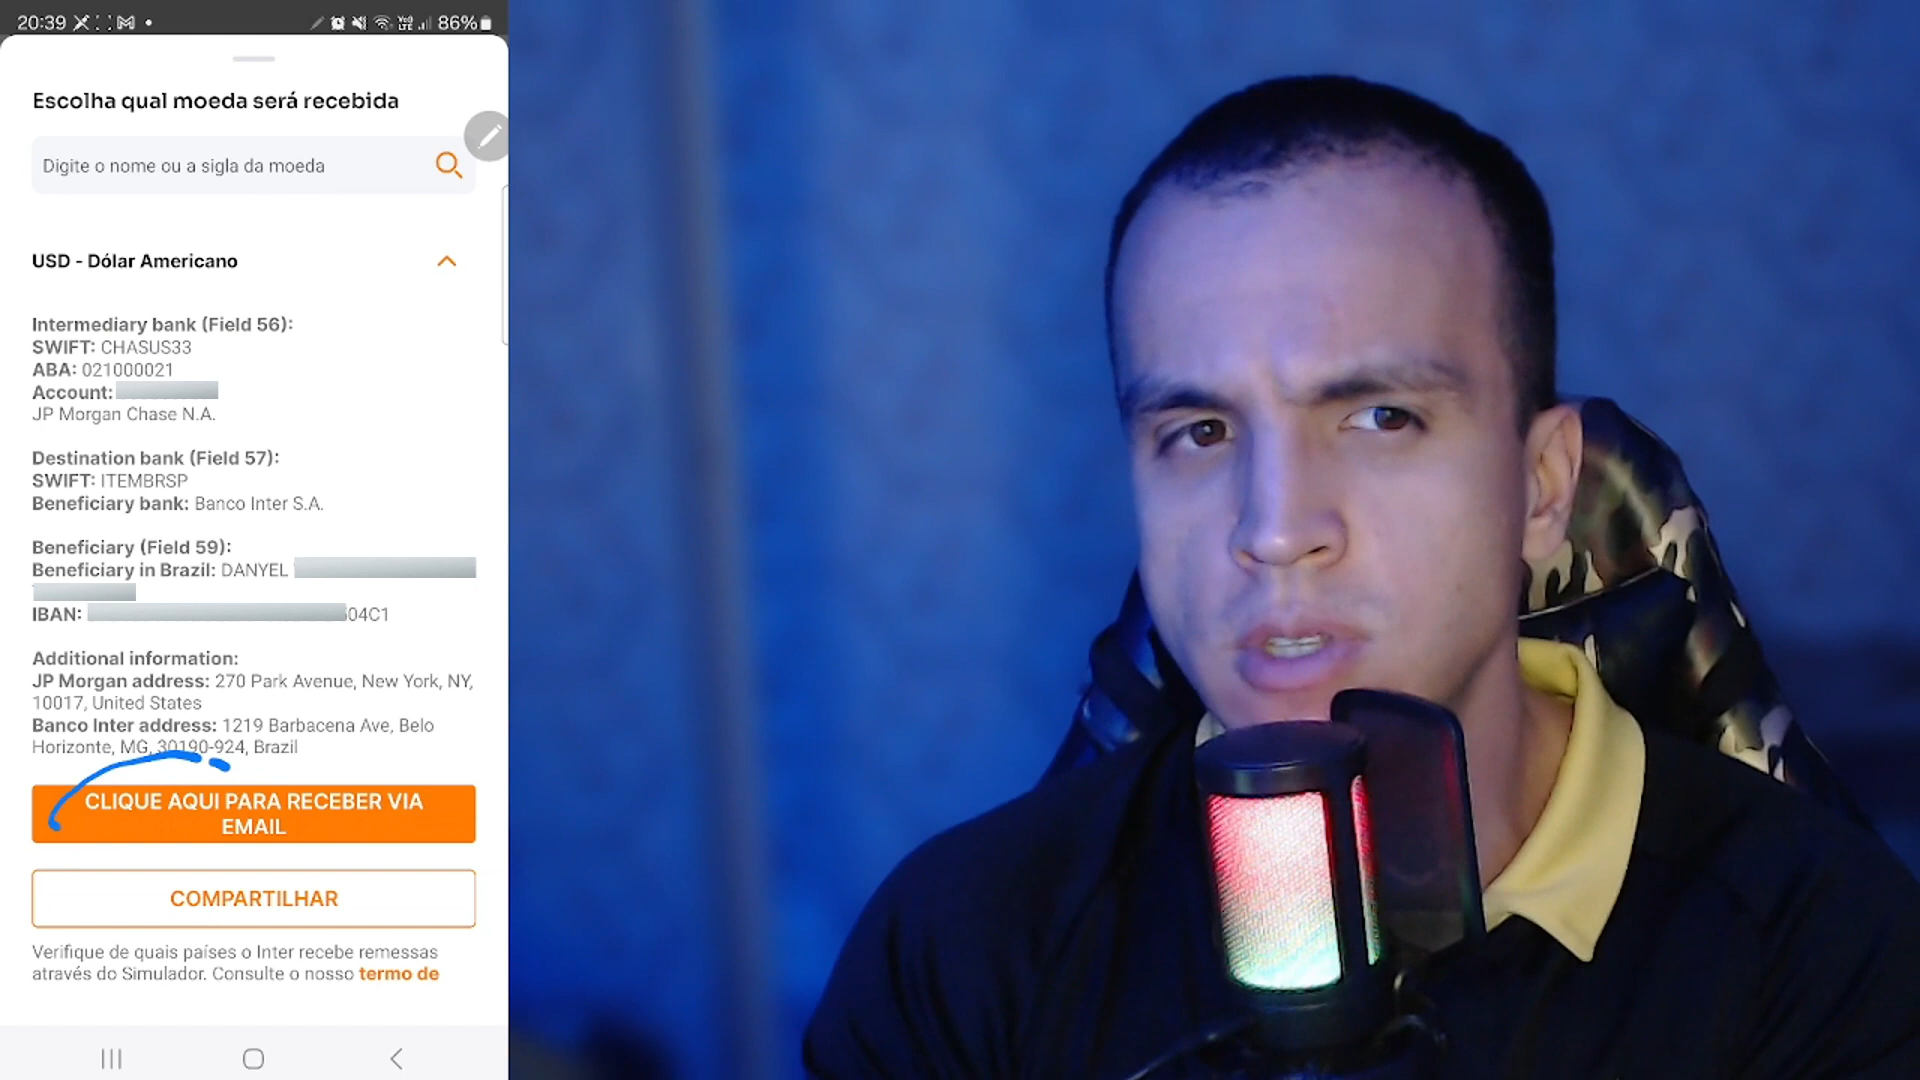 20:39
86%
Escolha qual moeda será recebida
Digite o nome ou a sigla da moeda
USD - Dólar Americano
Intermediary bank (Field 56):
SWIFT: CHASUS33
ABA: 021000021
Account:
JP Morgan Chase N.A.
Destination bank (Field 57):
SWIFT: ITEMBRSP
Beneficiary bank: Banco Inter S.A.
Beneficiary (Field 59):
Beneficiary in Brazil: DANYEL
IBAN: 04C1
Additional information:
JP Morgan address: 270 Park Avenue, New York, NY,
10017, United States
Banco Inter address: 1219 Barbacena Ave, Belo
Horizonte, MG, 30190-924, Brazil
CLIQUE AQUI PARA RECEBER VIA
EMAIL
COMPARTILHAR
Verifique de quais países o Inter recebe remessas
através do Simulador. Consulte o nosso termo de